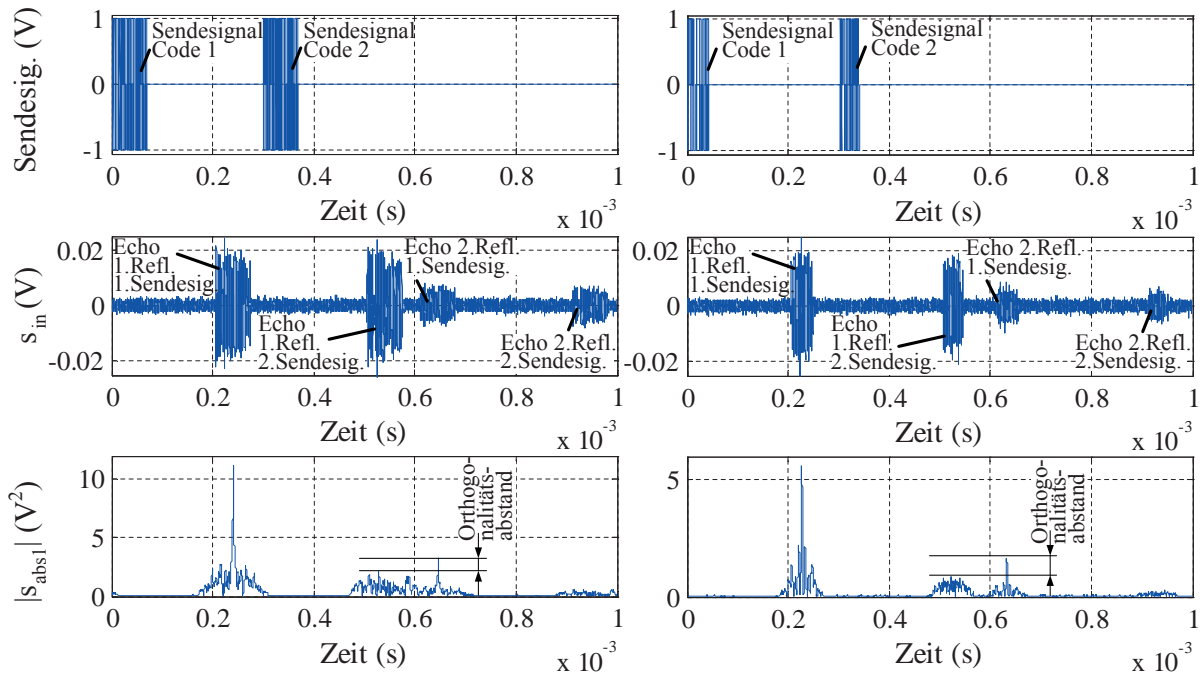 Sendesig. (V)
1
0
-1
Sendesignal
Code 1
Sendesignal
Code 2
0 0.2 0.4 0.6 0.8 1
Zeit (s)
x 10-3
1
0
-1
Sendesignal
Code 1
Sendesignal
Code 2
0 0.2 0.4 0.6 0.8 1
Zeit (s)
x 10-3
s_in (V)
0.02
0
-0.02
Echo
1.Refl.
1.Sendesig.
Echo
1.Refl.
2.Sendesig.
Echo 2.Refl.
1.Sendesig.
Echo 2.Refl.
2.Sendesig.
0 0.2 0.4 0.6 0.8 1
Zeit (s)
x 10-3
0.02
0
-0.02
Echo
1.Refl.
1.Sendesig.
Echo
1.Refl.
2.Sendesig.
Echo 2.Refl.
1.Sendesig.
Echo 2.Refl.
2.Sendesig.
0 0.2 0.4 0.6 0.8 1
Zeit (s)
x 10-3
|s_abs1| (V2)
10
5
0
Orthogo-
nalitäts-
abstand
0 0.2 0.4 0.6 0.8 1
Zeit (s)
x 10-3
5
0
Orthogo-
nalitäts-
abstand
0 0.2 0.4 0.6 0.8 1
Zeit (s)
x 10-3